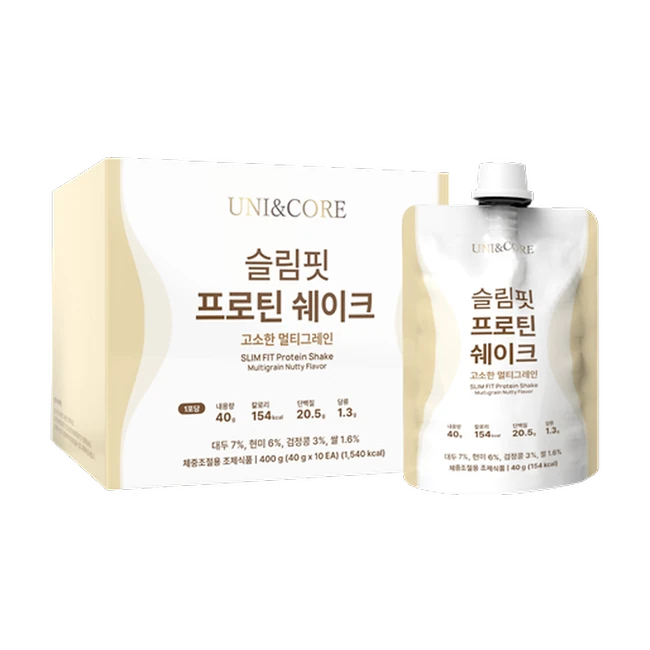 UNI&CORE
슬림핏
프로틴 쉐이크
고소한 멀티그레인
SLIM FIT Protein Shake
Multigrain Nutty Flavor
1포당
내용량 칼로리 단백질 당류
40g 154kcal 20.5g 1.3g
대두 7%, 현미 6%, 검정콩 3%, 쌀 1.6%
체중조절용 조제식품 | 400 g (40 g x 10 EA) (1,540 kcal)
UNI&CORE
슬림핏
프로틴
쉐이크
고소한 멀티그레인
SLIM FIT Protein Shake
Multigrain Nutty Flavor
내용량 칼로리 단백질 당류
40g 154kcal 20.5g 1.3g
대두 7%, 현미 6%, 검정콩 3%, 쌀 1.6%
체중조절용 조제식품 | 40 g (154 kcal)